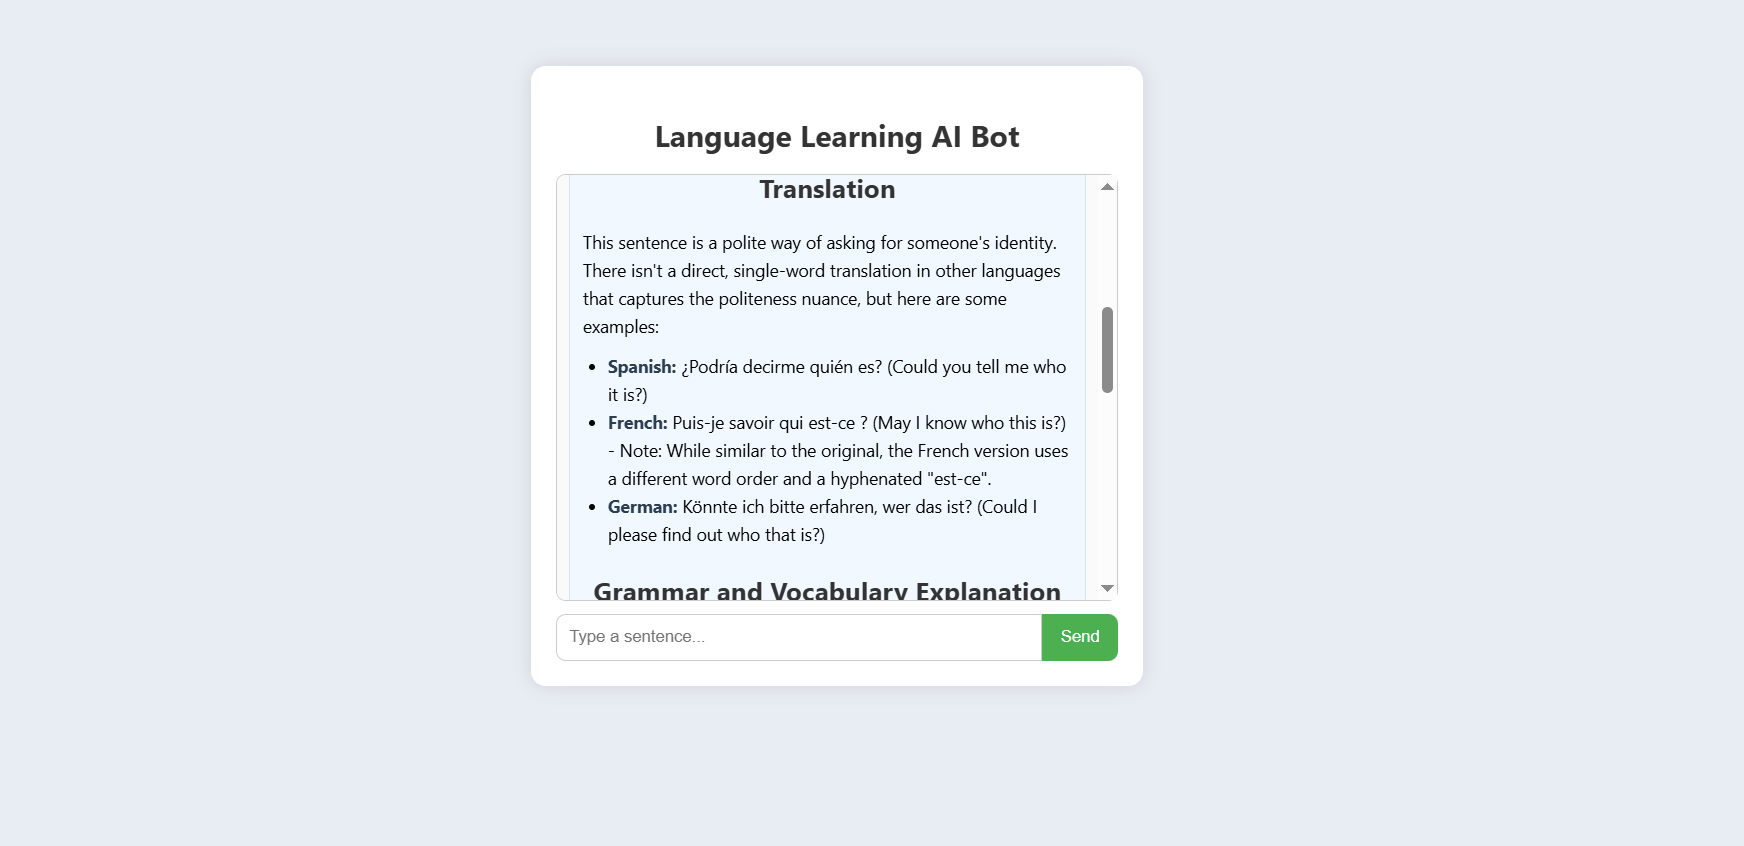 Language Learning AI Bot
Translation
This sentence is a polite way of asking for someone's identity.
There isn't a direct, single-word translation in other languages
that captures the politeness nuance, but here are some
examples:
Spanish: ¿Podría decirme quién es? (Could you tell me who
it is?)
French: Puis-je savoir qui est-ce ? (May I know who this is?)
- Note: While similar to the original, the French version uses
a different word order and a hyphenated "est-ce".
German: Könnte ich bitte erfahren, wer das ist? (Could I
please find out who that is?)
Grammar and Vocabulary Explanation
Type a sentence...
Send